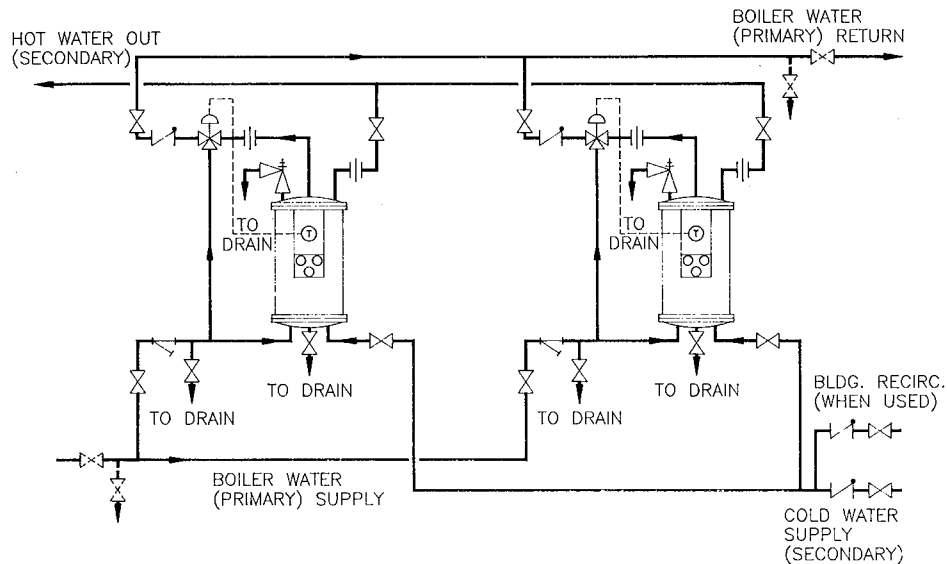 HOT WATER OUT
(SECONDARY)
BOILER WATER
(PRIMARY) RETURN
TO
DRAIN
T
TO
DRAIN
T
TO DRAIN
TO DRAIN
TO DRAIN
TO DRAIN
BLDG. RECIRC.
(WHEN USED)
BOILER WATER
(PRIMARY) SUPPLY
COLD WATER
SUPPLY
(SECONDARY)